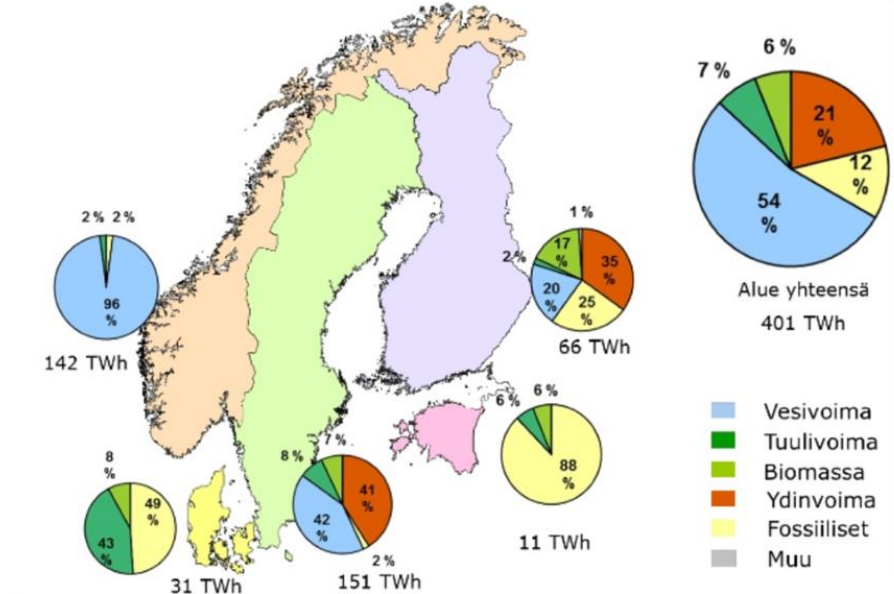 2 % 2 %
96
%
142 TWh
8
%
49
%
43
%
31 TWh
8 %
7 %
41
%
42
%
2 %
151 TWh
1 %
17
%
2 %
35
%
20
%
25
%
66 TWh
6 %
6 %
88
%
11 TWh
6 %
7 %
21
%
12
%
54
%
Alue yhteensä
401 TWh
Vesivoima
Tuulivoima
Biomassa
Ydinvoima
Fossiiliset
Muu